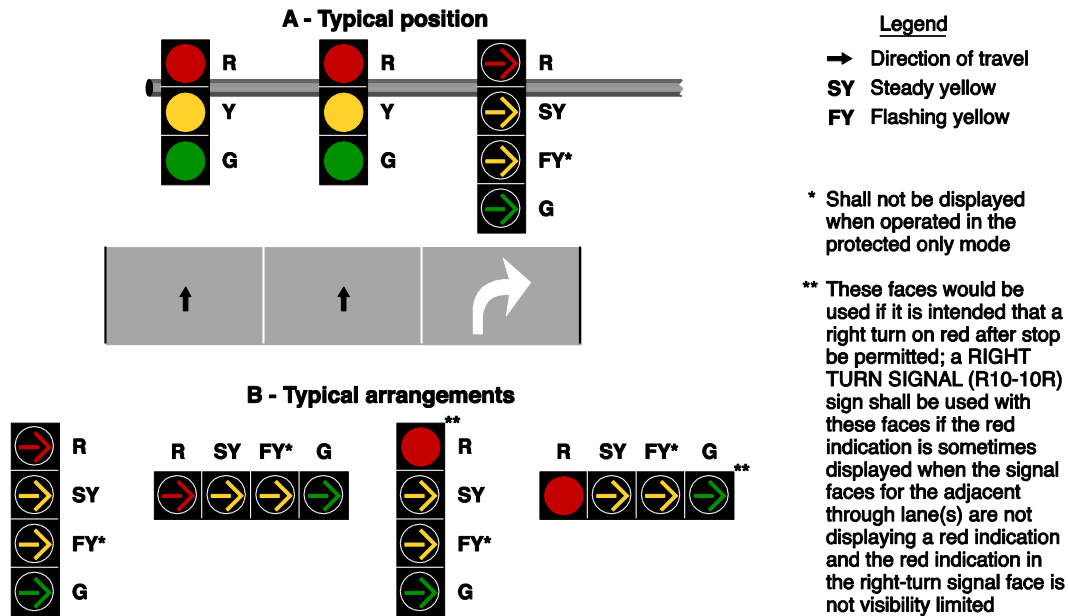 A - Typical position
R
Y
G
R
Y
G
R
SY
FY*
G
Legend
Direction of travel
SY Steady yellow
FY Flashing yellow
* Shall not be displayed
when operated in the
protected only mode
** These faces would be
used if it is intended that a
right turn on red after stop
be permitted; a RIGHT
TURN SIGNAL (R10-10R)
sign shall be used with
these faces if the red
indication is sometimes
displayed when the signal
faces for the adjacent
through lane(s) are not
displaying a red indication
and the red indication in
the right-turn signal face is
not visibility limited
B - Typical arrangements
R
SY
FY*
G
R SY FY* G
**
R
SY
FY*
G
R SY FY* G
**